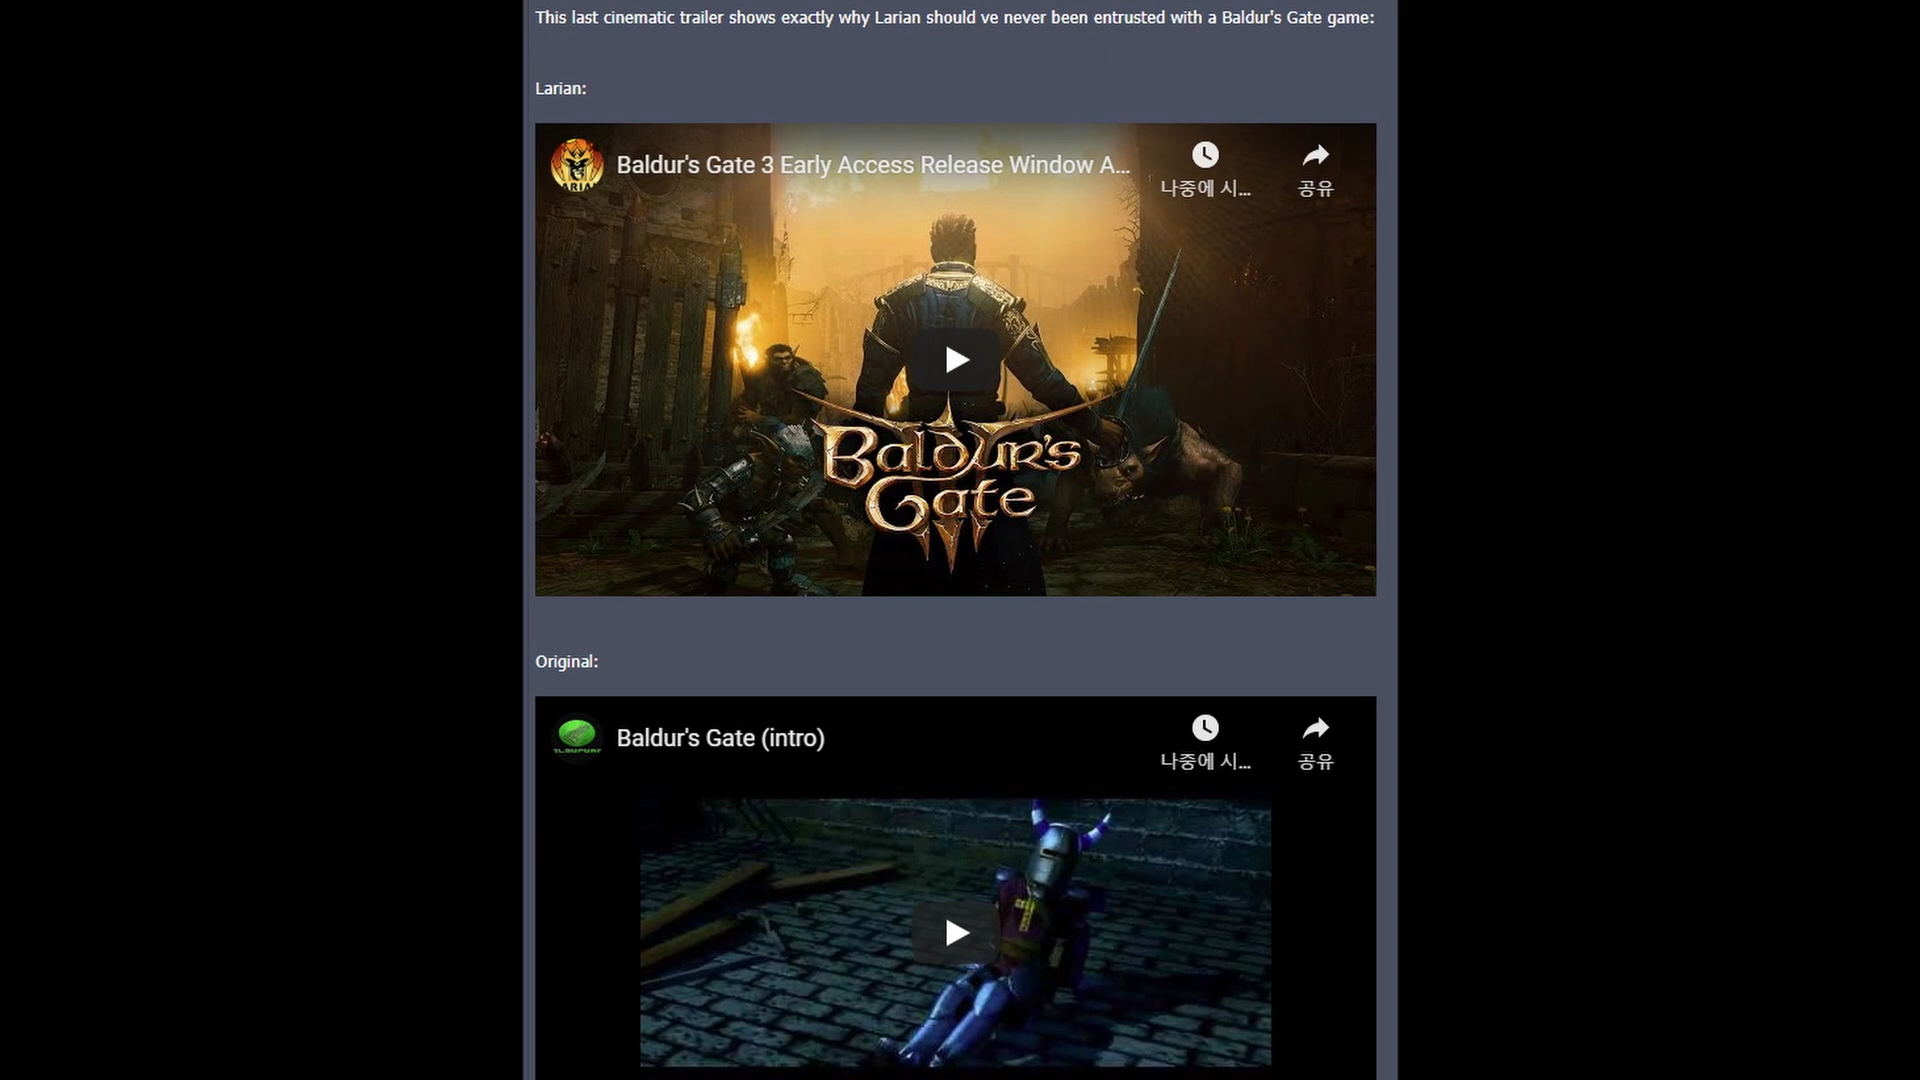 This last cinematic trailer shows exactly why Larian should ve never been entrusted with a Baldur's Gate game:
Larian:
Baldur's Gate 3 Early Access Release Window A...
나중에 시...
공유
BALDUR'S
GATE
III
Original:
Baldur's Gate (intro)
나중에 시...
공유